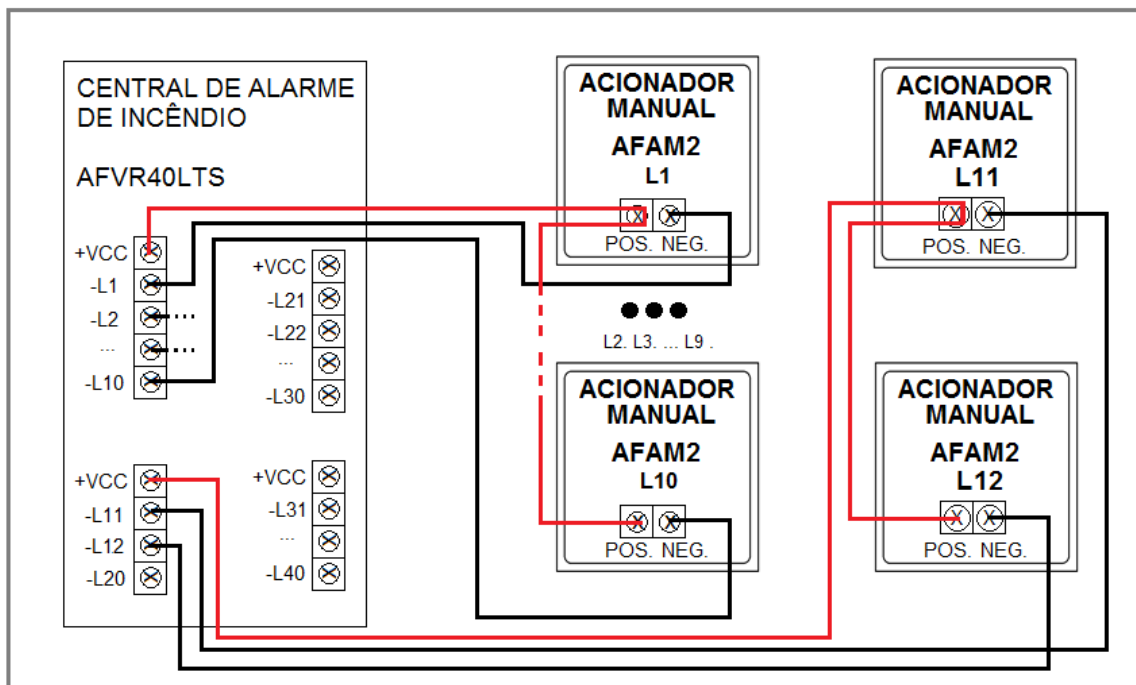 CENTRAL DE ALARME
DE INCÊNDIO
AFVR40LTS
+VCC
-L1
-L2
...
-L10
+VCC
-L21
-L22
...
-L30
+VCC
-L11
-L12
-L20
+VCC
-L31
...
-L40
ACIONADOR
MANUAL
AFAM2
L1
POS. NEG.
L2. L3. ... L9 .
ACIONADOR
MANUAL
AFAM2
L10
POS. NEG.
ACIONADOR
MANUAL
AFAM2
L11
POS. NEG.
ACIONADOR
MANUAL
AFAM2
L12
POS. NEG.